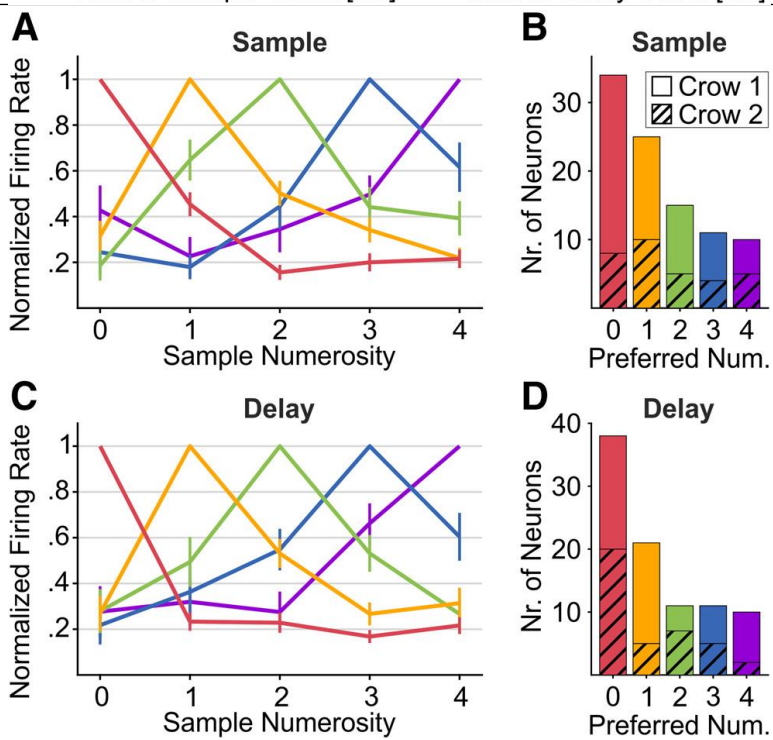 A
Sample
Normalized Firing Rate
1
.8
.6
.4
.2
0 1 2 3 4
Sample Numerosity
B
Sample
Nr. of Neurons
30
20
10
Crow 1
Crow 2
0 1 2 3 4
Preferred Num.
C
Delay
Normalized Firing Rate
1
.8
.6
.4
.2
0 1 2 3 4
Sample Numerosity
D
Delay
Nr. of Neurons
40
30
20
10
0 1 2 3 4
Preferred Num.